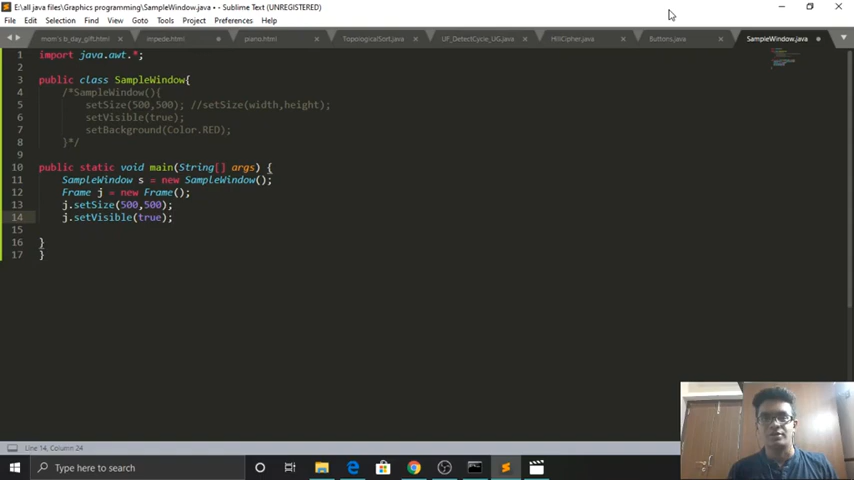 E:\all java files\Graphics programming\SampleWindow.java • - Sublime Text (UNREGISTERED)
File Edit Selection Find View Goto Tools Project Preferences Help
mom's b_day_gift.html impede.html piano.html TopologicalSort.java UF_DetectCycle_UG.java HillCipher.java Buttons.java SampleWindow.java
1 import java.awt.*;
2
3 public class SampleWindow{
4 /*SampleWindow(){
5 setSize(500,500); //setSize(width,height);
6 setVisible(true);
7 setBackground(Color.RED);
8 }*/
9
10 public static void main(String[] args) {
11 SampleWindow s = new SampleWindow();
12 Frame j = new Frame();
13 j.setSize(500,500);
14 j.setVisible(true);
15
16 }
17 }
Line 14, Column 24
Type here to search